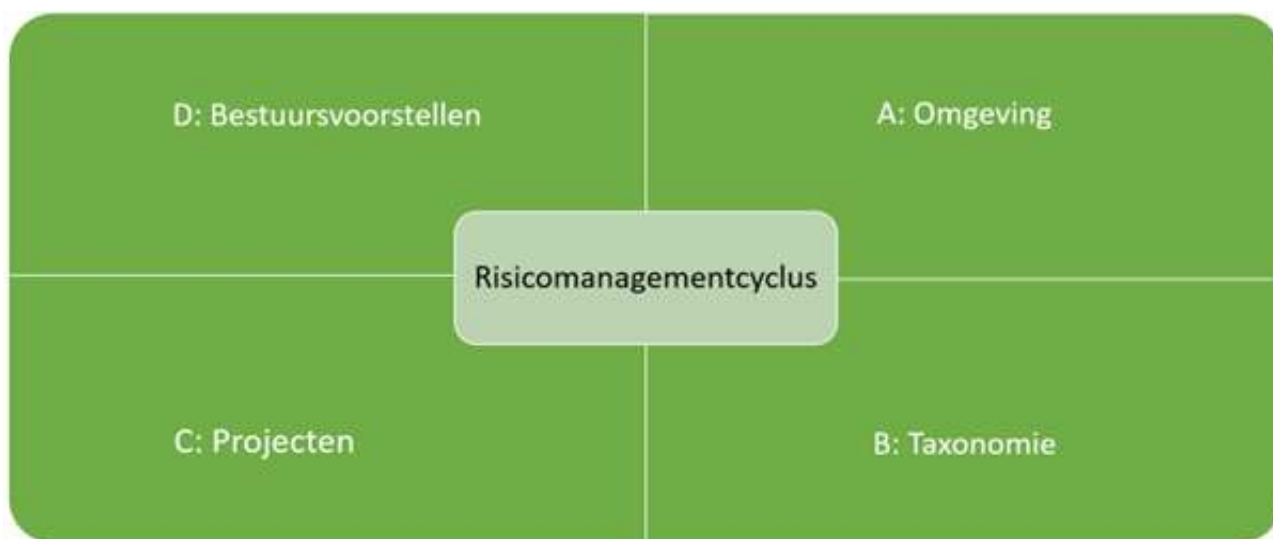 D: Bestuursvoorstellen
A: Omgeving
Risicomanagementcyclus
C: Projecten
B: Taxonomie